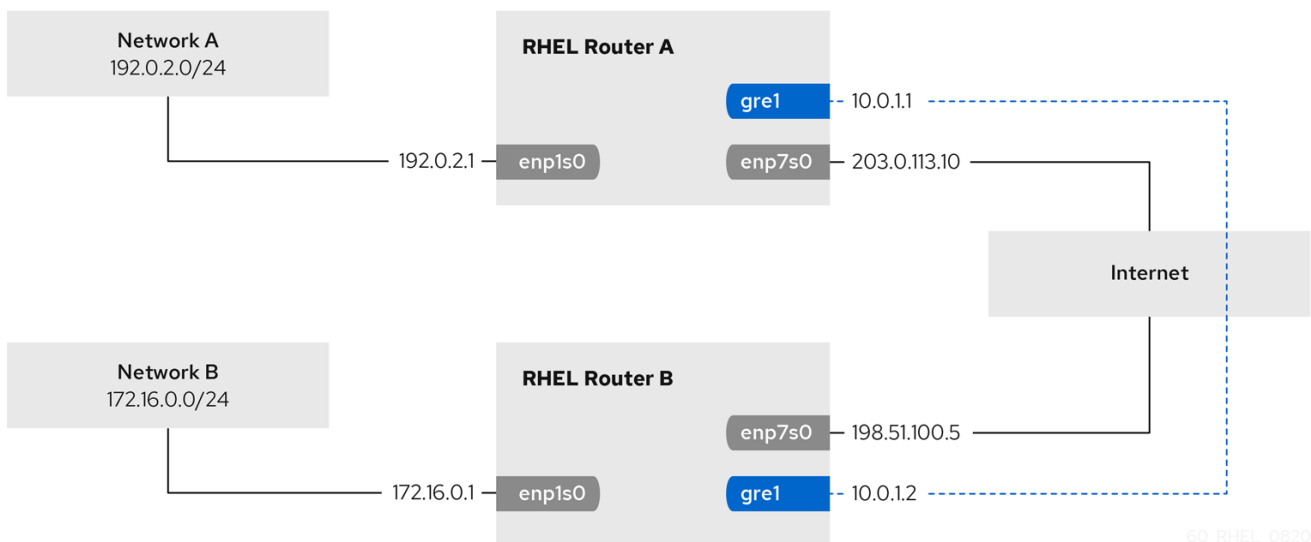 Network A
192.0.2.0/24
RHEL Router A
gre1
10.0.1.1
192.0.2.1
enp1s0
enp7s0
203.0.113.10
Internet
Network B
172.16.0.0/24
RHEL Router B
enp7s0
198.51.100.5
172.16.0.1
enp1s0
gre1
10.0.1.2
60_RHEL_0820